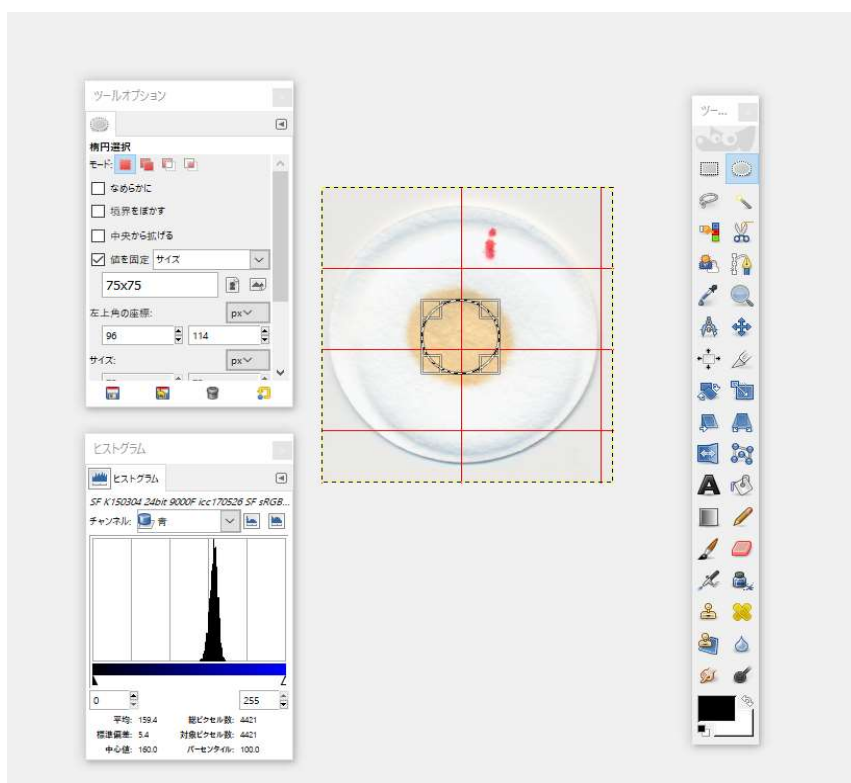 ツールオプション
楕円選択
モード:
なめらかに
境界をぼかす
中央から拡げる
値を固定 サイズ
75x75
左上角の座標: px
96 114
サイズ: px
ヒストグラム
ヒストグラム
SF K150304 24bit 9000F icc170526 SF sRGB...
チャンネル: 青
0 255
平均: 159.4 総ピクセル数: 4421
標準偏差: 5.4 対象ピクセル数: 4421
中心値: 160.0 パーセンタイル: 100.0
ツー...